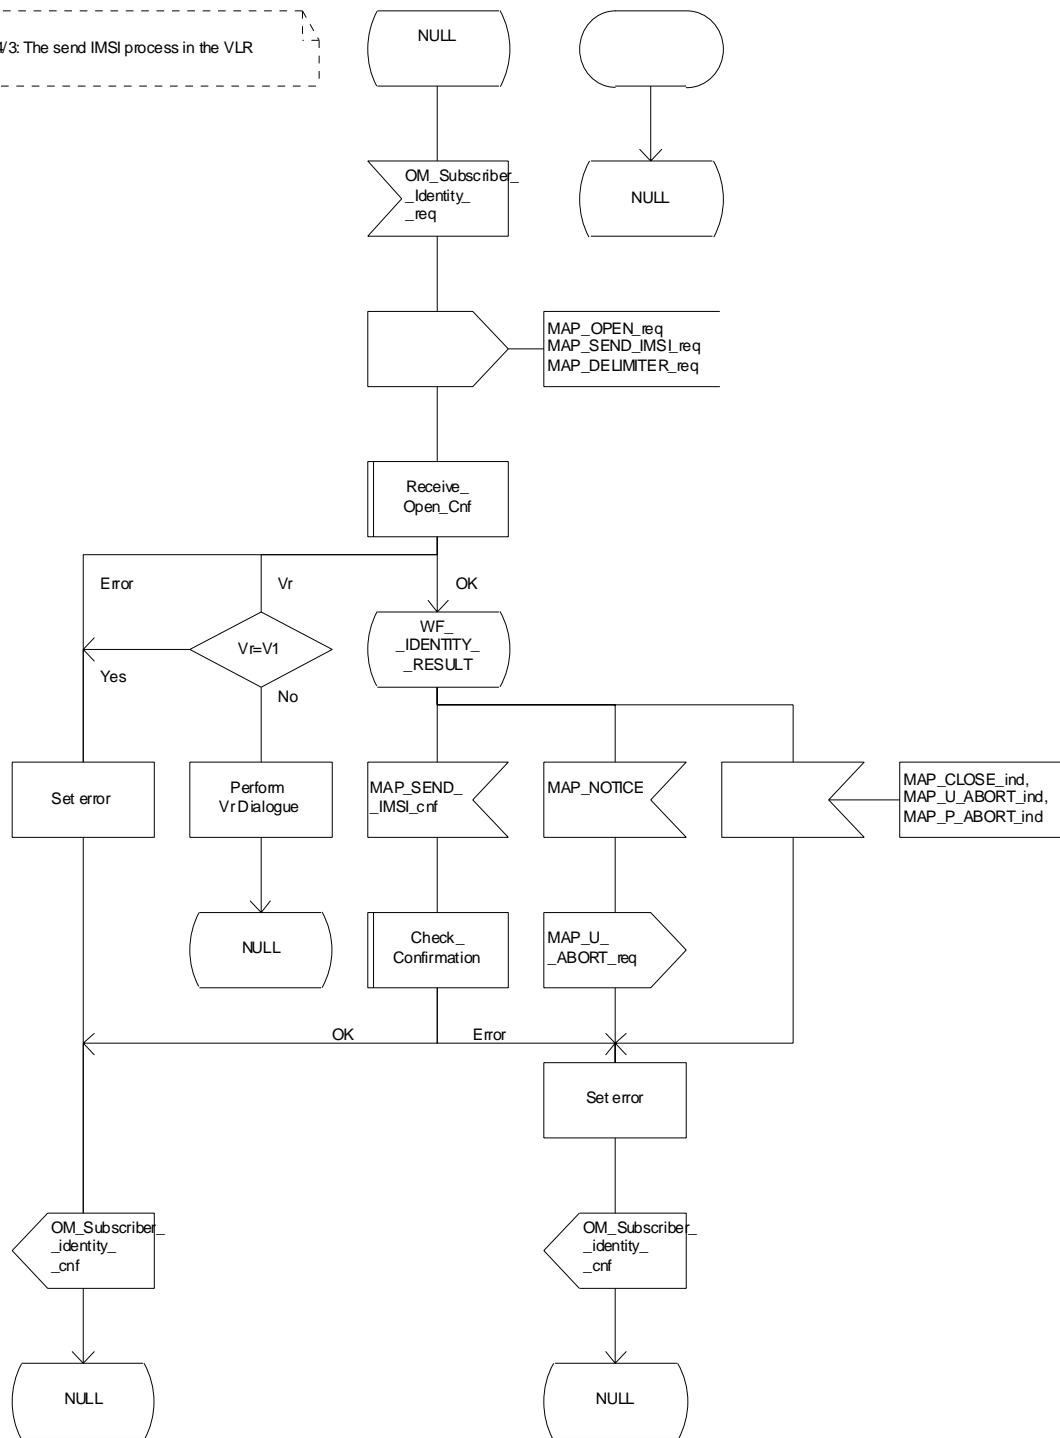 4/3: The send IMSI process in the VLR
NULL
OM_Subscriber_
_Identity_
_req
NULL
MAP_OPEN_req
MAP_SEND_IMSI_req
MAP_DELIMITER_req
Receive_
Open_Cnf
Error
Vr
OK
Vr=V1
WF_
_IDENTITY_
_RESULT
Yes
No
Set error
Perform
Vr Dialogue
MAP_SEND_
_IMSI_cnf
MAP_NOTICE
MAP_CLOSE_ind,
MAP_U_ABORT_ind,
MAP_P_ABORT_ind
NULL
Check_
Confirmation
MAP_U_
_ABORT_req
OK
Error
Set error
OM_Subscriber_
_identity_
_cnf
OM_Subscriber_
_identity_
_cnf
NULL
NULL